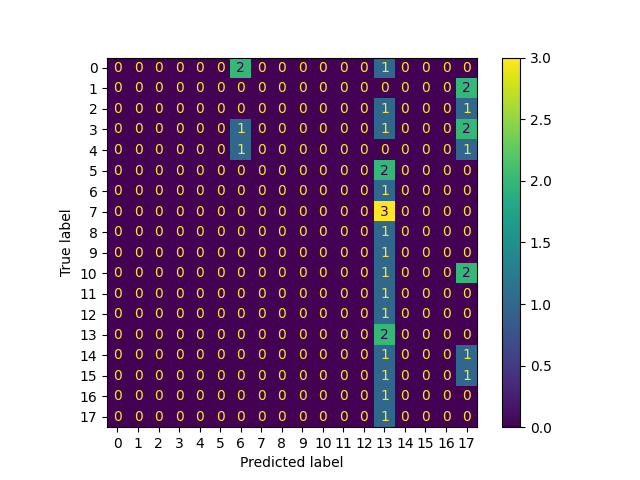 0 0 0 0 0 0 0 2 0 0 0 0 0 0 1 0 0 0 0
1 0 0 0 0 0 0 0 0 0 0 0 0 0 0 0 0 0 2
2 0 0 0 0 0 0 0 0 0 0 0 0 0 1 0 0 0 1
3 0 0 0 0 0 0 1 0 0 0 0 0 0 1 0 0 0 2
4 0 0 0 0 0 0 1 0 0 0 0 0 0 0 0 0 0 1
5 0 0 0 0 0 0 0 0 0 0 0 0 0 2 0 0 0 0
6 0 0 0 0 0 0 0 0 0 0 0 0 0 1 0 0 0 0
7 0 0 0 0 0 0 0 0 0 0 0 0 0 3 0 0 0 0
8 0 0 0 0 0 0 0 0 0 0 0 0 0 1 0 0 0 0
9 0 0 0 0 0 0 0 0 0 0 0 0 0 1 0 0 0 0
10 0 0 0 0 0 0 0 0 0 0 0 0 0 1 0 0 0 2
11 0 0 0 0 0 0 0 0 0 0 0 0 0 1 0 0 0 0
12 0 0 0 0 0 0 0 0 0 0 0 0 0 1 0 0 0 0
13 0 0 0 0 0 0 0 0 0 0 0 0 0 2 0 0 0 0
14 0 0 0 0 0 0 0 0 0 0 0 0 0 1 0 0 0 1
15 0 0 0 0 0 0 0 0 0 0 0 0 0 1 0 0 0 1
16 0 0 0 0 0 0 0 0 0 0 0 0 0 1 0 0 0 0
17 0 0 0 0 0 0 0 0 0 0 0 0 0 1 0 0 0 0
0 1 2 3 4 5 6 7 8 9 10 11 12 13 14 15 16 17
Predicted label
True label
3.0
2.5
2.0
1.5
1.0
0.5
0.0